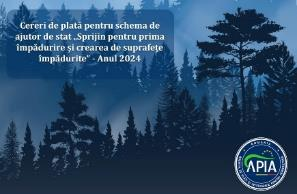 Cereri de plată pentru schema de
ajutor de stat „Sprijin pentru prima
împădurire și crearea de suprafețe
împădurite” - Anul 2024
APIA